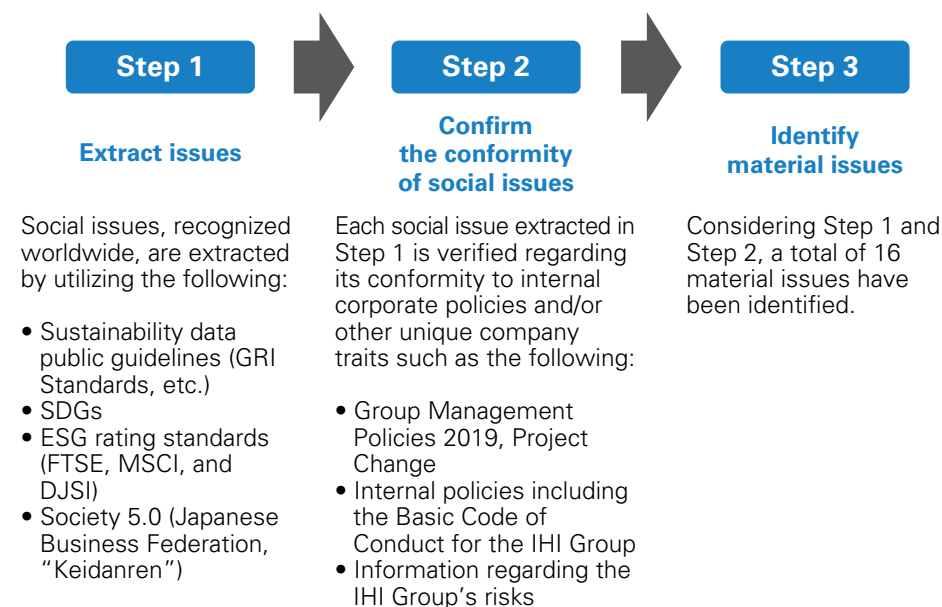 Step 1
Extract issues
Social issues, recognized
worldwide, are extracted
by utilizing the following:
• Sustainability data
public guidelines (GRI
Standards, etc.)
• SDGs
• ESG rating standards
(FTSE, MSCI, and
DJSI)
• Society 5.0 (Japanese
Business Federation,
“Keidanren”)
Step 2
Confirm
the conformity
of social issues
Each social issue extracted in
Step 1 is verified regarding
its conformity to internal
corporate policies and/or
other unique company
traits such as the following:
• Group Management
Policies 2019, Project
Change
• Internal policies including
the Basic Code of
Conduct for the IHI Group
• Information regarding the
IHI Group’s risks
Step 3
Identify
material issues
Considering Step 1 and
Step 2, a total of 16
material issues have
been identified.